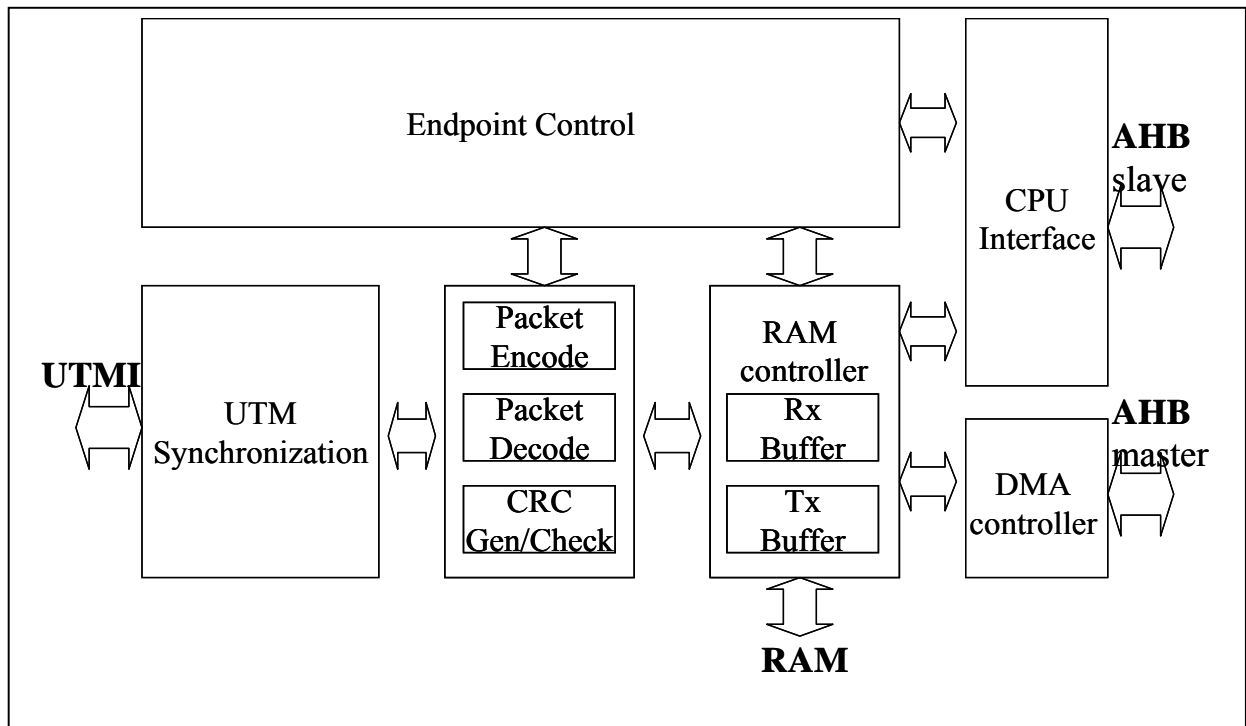 Endpoint Control
AHB
slave
CPU
Interface
UTMI
UTM
Synchronization
Packet
Encode
Packet
Decode
CRC
Gen/Check
RAM
controller
Rx
Buffer
Tx
Buffer
AHB
master
DMA
controller
RAM